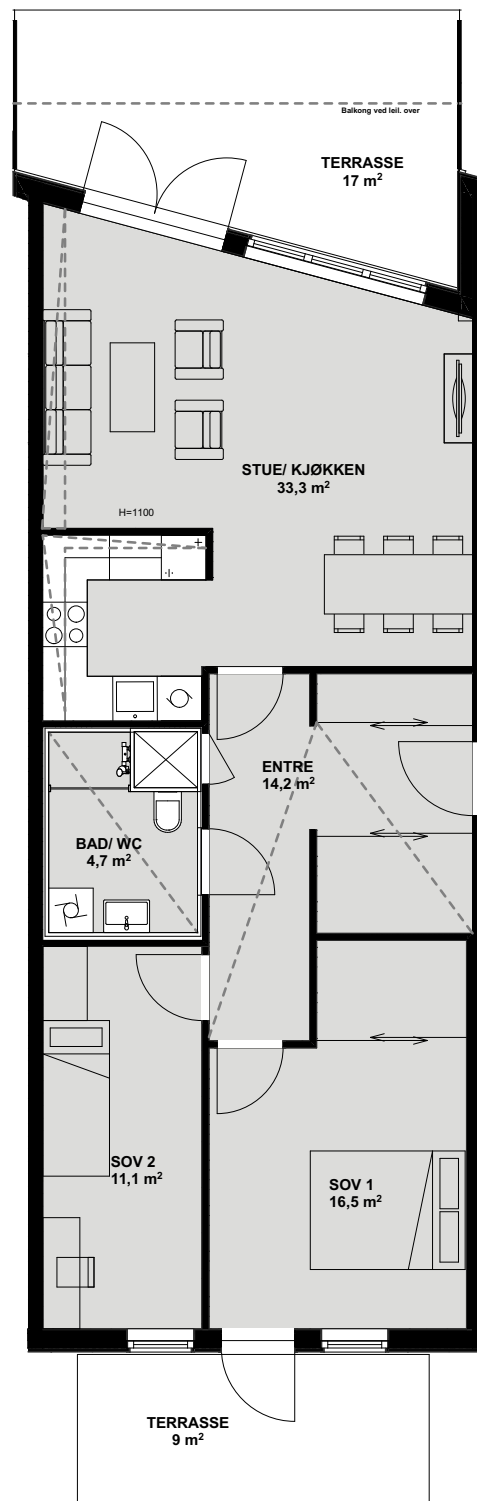 Balkong ved leil. over
TERRASSE
17 m²
STUE/ KJØKKEN
33,3 m²
H=1100
ENTRE
14,2 m²
BAD/ WC
4,7 m²
SOV 2
11,1 m²
SOV 1
16,5 m²
TERRASSE
9 m²